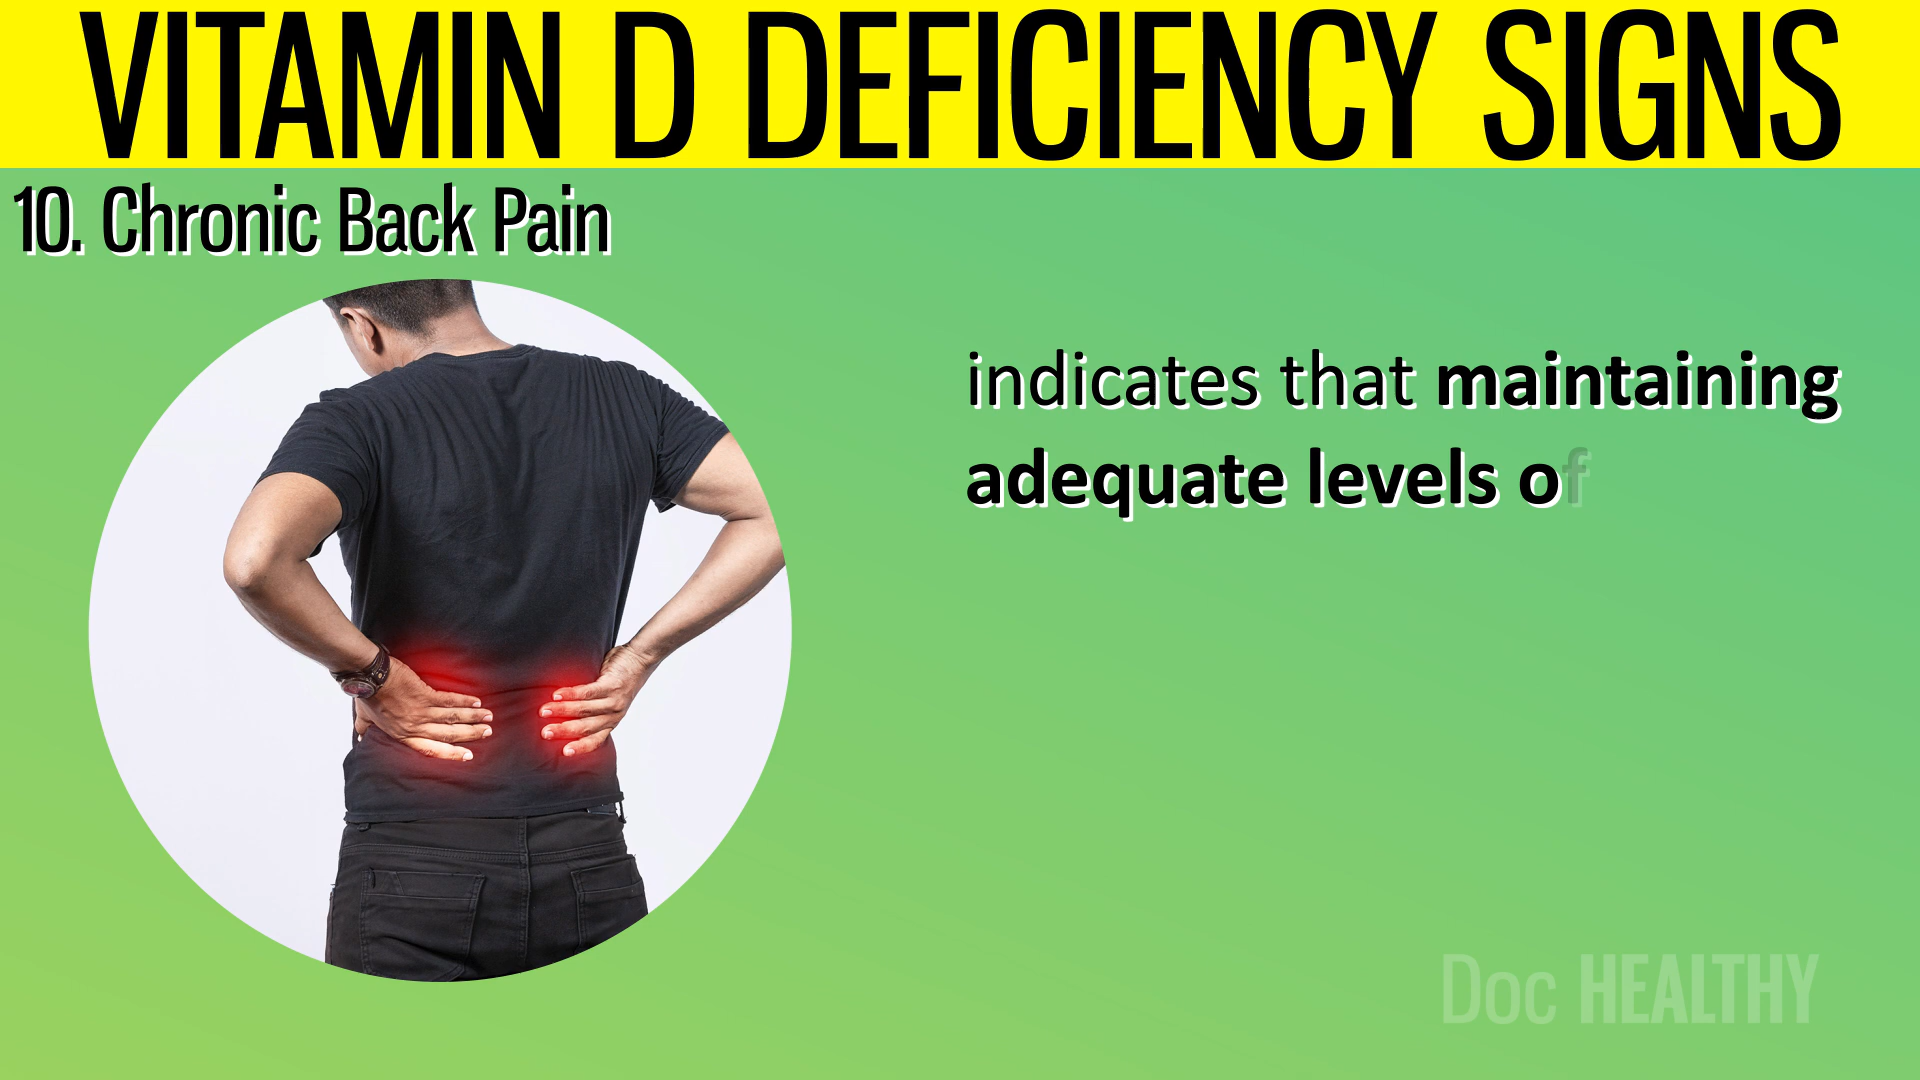 VITAMIN D DEFICIENCY SIGNS
10. Chronic Back Pain
indicates that maintaining
adequate levels of
Doc HEALTHY